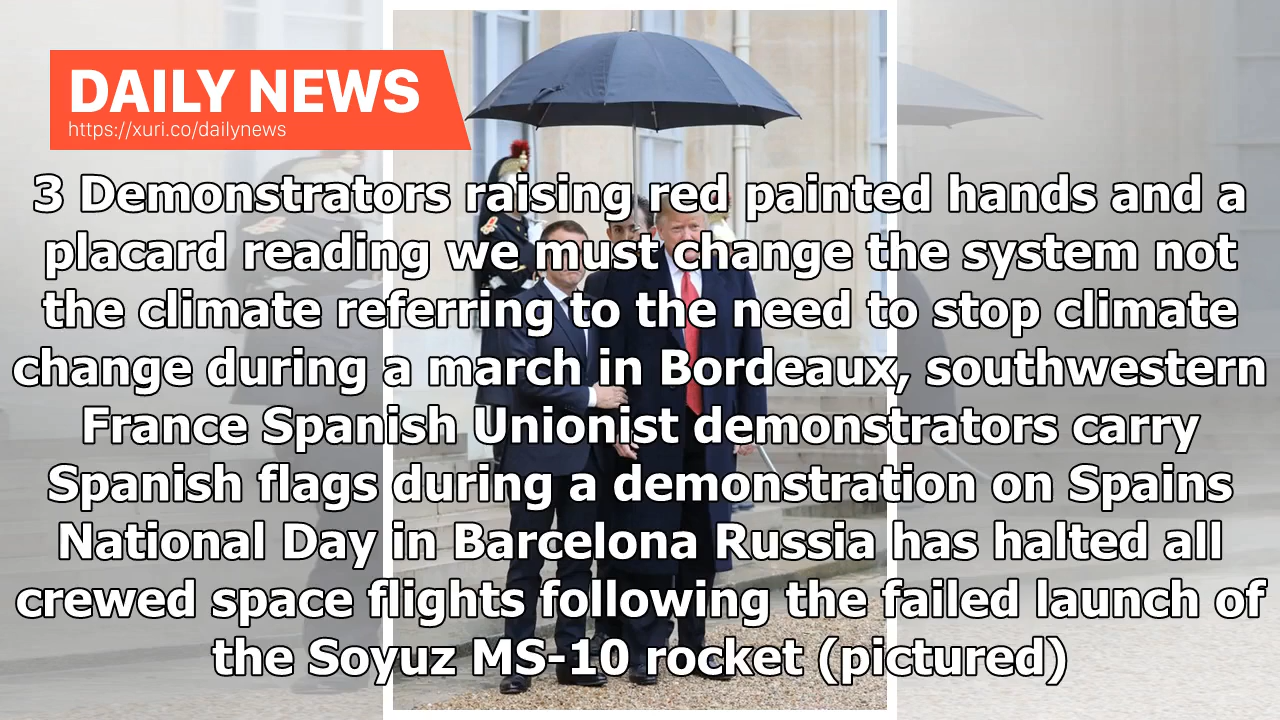 DAILY NEWS
https://xuri.co/dailynews
3 Demonstrators raising red painted hands and a
placard reading we must change the system not
the climate referring to the need to stop climate
change during a march in Bordeaux, southwestern
France Spanish Unionist demonstrators carry
Spanish flags during a demonstration on Spains
National Day in Barcelona Russia has halted all
crewed space flights following the failed launch of
the Soyuz MS-10 rocket (pictured)